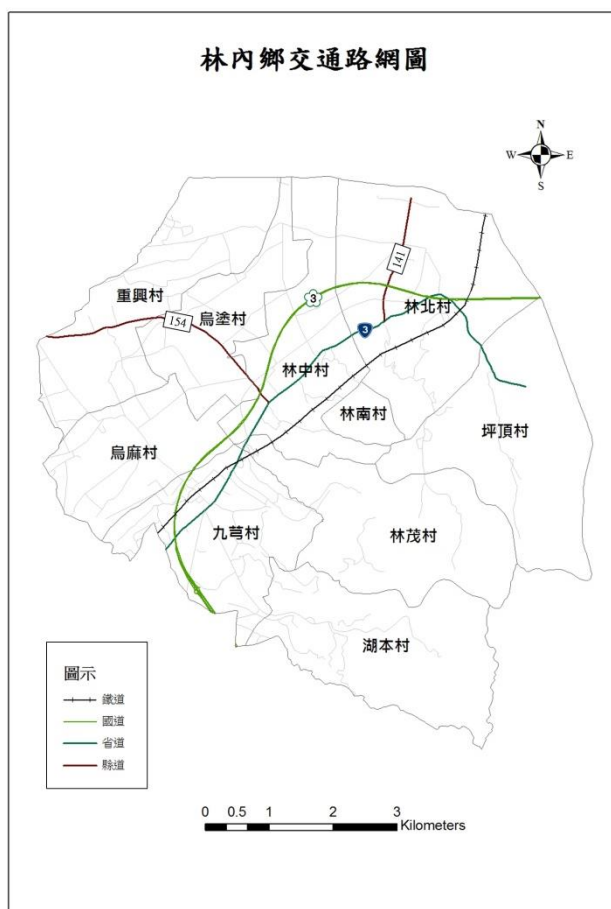 林內鄉交通路網圖
N
W E
S
141
重興村
3
林北村
154
烏塗村
3
林中村
林南村
坪頂村
烏麻村
九芎村
林茂村
湖本村
圖示
鐵道
國道
省道
縣道
0 0.5 1 2 3
Kilometers